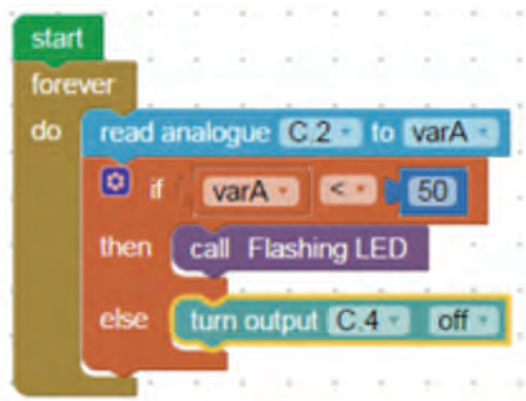 start
forever
do read analogue C.2 to varA
if varA < 50
then call Flashing LED
else turn output C.4 off